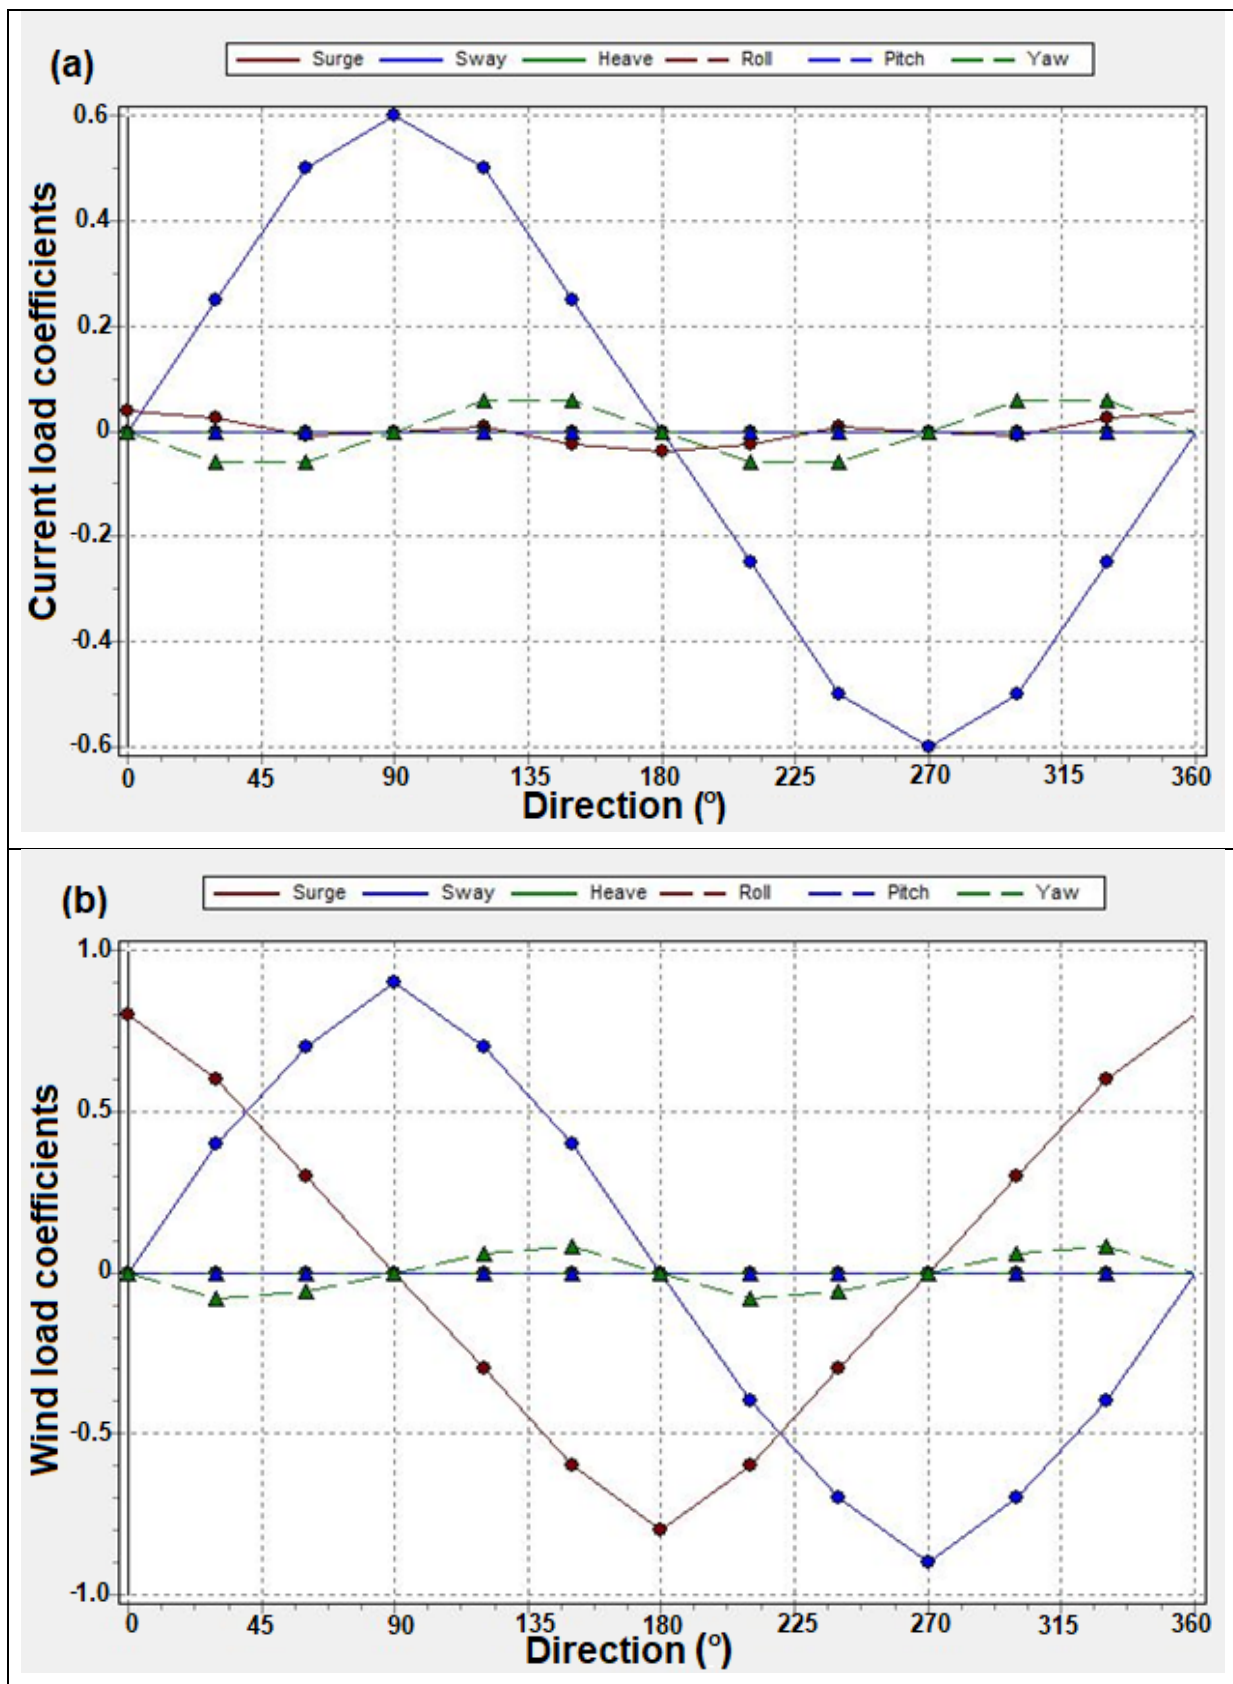 (a)
Surge Sway Heave Roll Pitch Yaw
Current load coefficients
0.6
0.4
0.2
0
-0.2
-0.4
-0.6
0 45 90 135 180 225 270 315 360
Direction (°)
(b)
Surge Sway Heave Roll Pitch Yaw
Wind load coefficients
1.0
0.5
0
-0.5
-1.0
0 45 90 135 180 225 270 315 360
Direction (°)